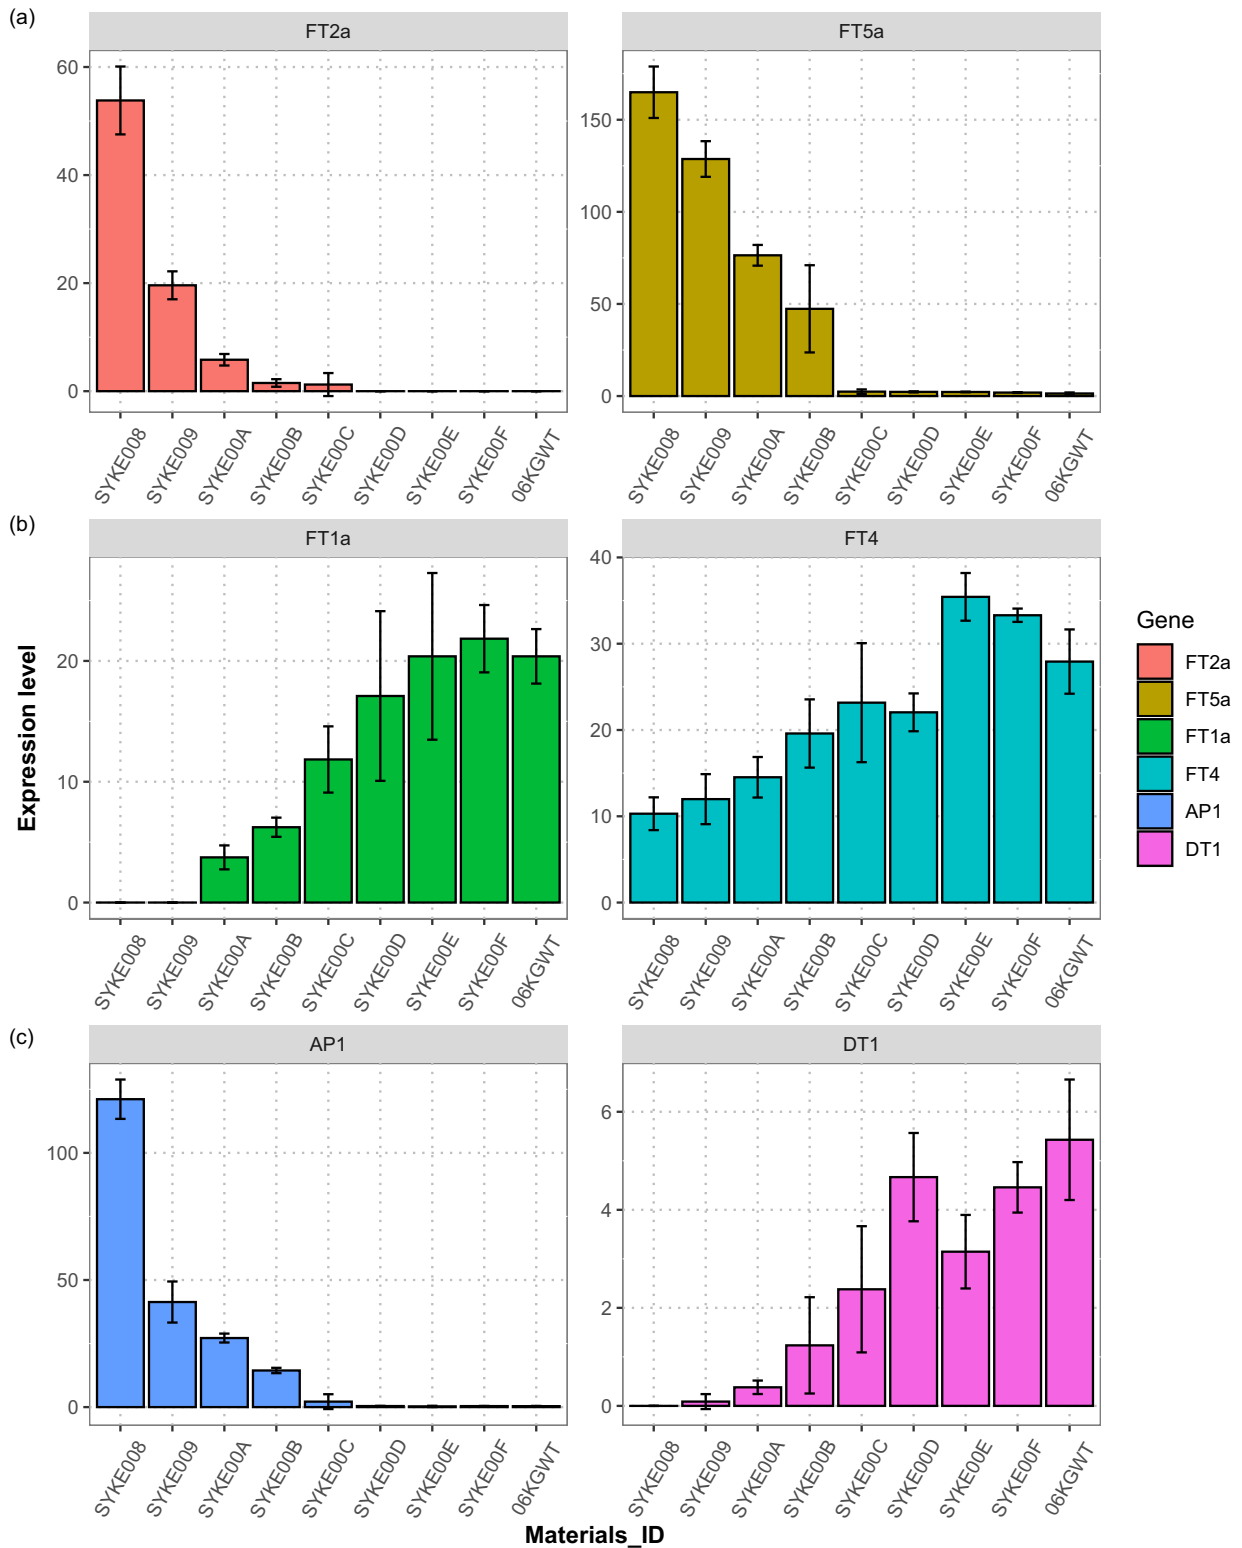 (a)
FT2a
FT5a
60
40
20
0
150
100
50
0
SYKE008 SYKE009 SYKE00A SYKE00B SYKE00C SYKE00D SYKE00E SYKE00F 06KGWT
SYKE008 SYKE009 SYKE00A SYKE00B SYKE00C SYKE00D SYKE00E SYKE00F 06KGWT
(b)
FT1a
FT4
20
10
0
40
30
20
10
0
SYKE008 SYKE009 SYKE00A SYKE00B SYKE00C SYKE00D SYKE00E SYKE00F 06KGWT
SYKE008 SYKE009 SYKE00A SYKE00B SYKE00C SYKE00D SYKE00E SYKE00F 06KGWT
Expression level
Gene
FT2a
FT5a
FT1a
FT4
AP1
DT1
(c)
AP1
DT1
100
50
0
6
4
2
0
SYKE008 SYKE009 SYKE00A SYKE00B SYKE00C SYKE00D SYKE00E SYKE00F 06KGWT
SYKE008 SYKE009 SYKE00A SYKE00B SYKE00C SYKE00D SYKE00E SYKE00F 06KGWT
Materials_ID